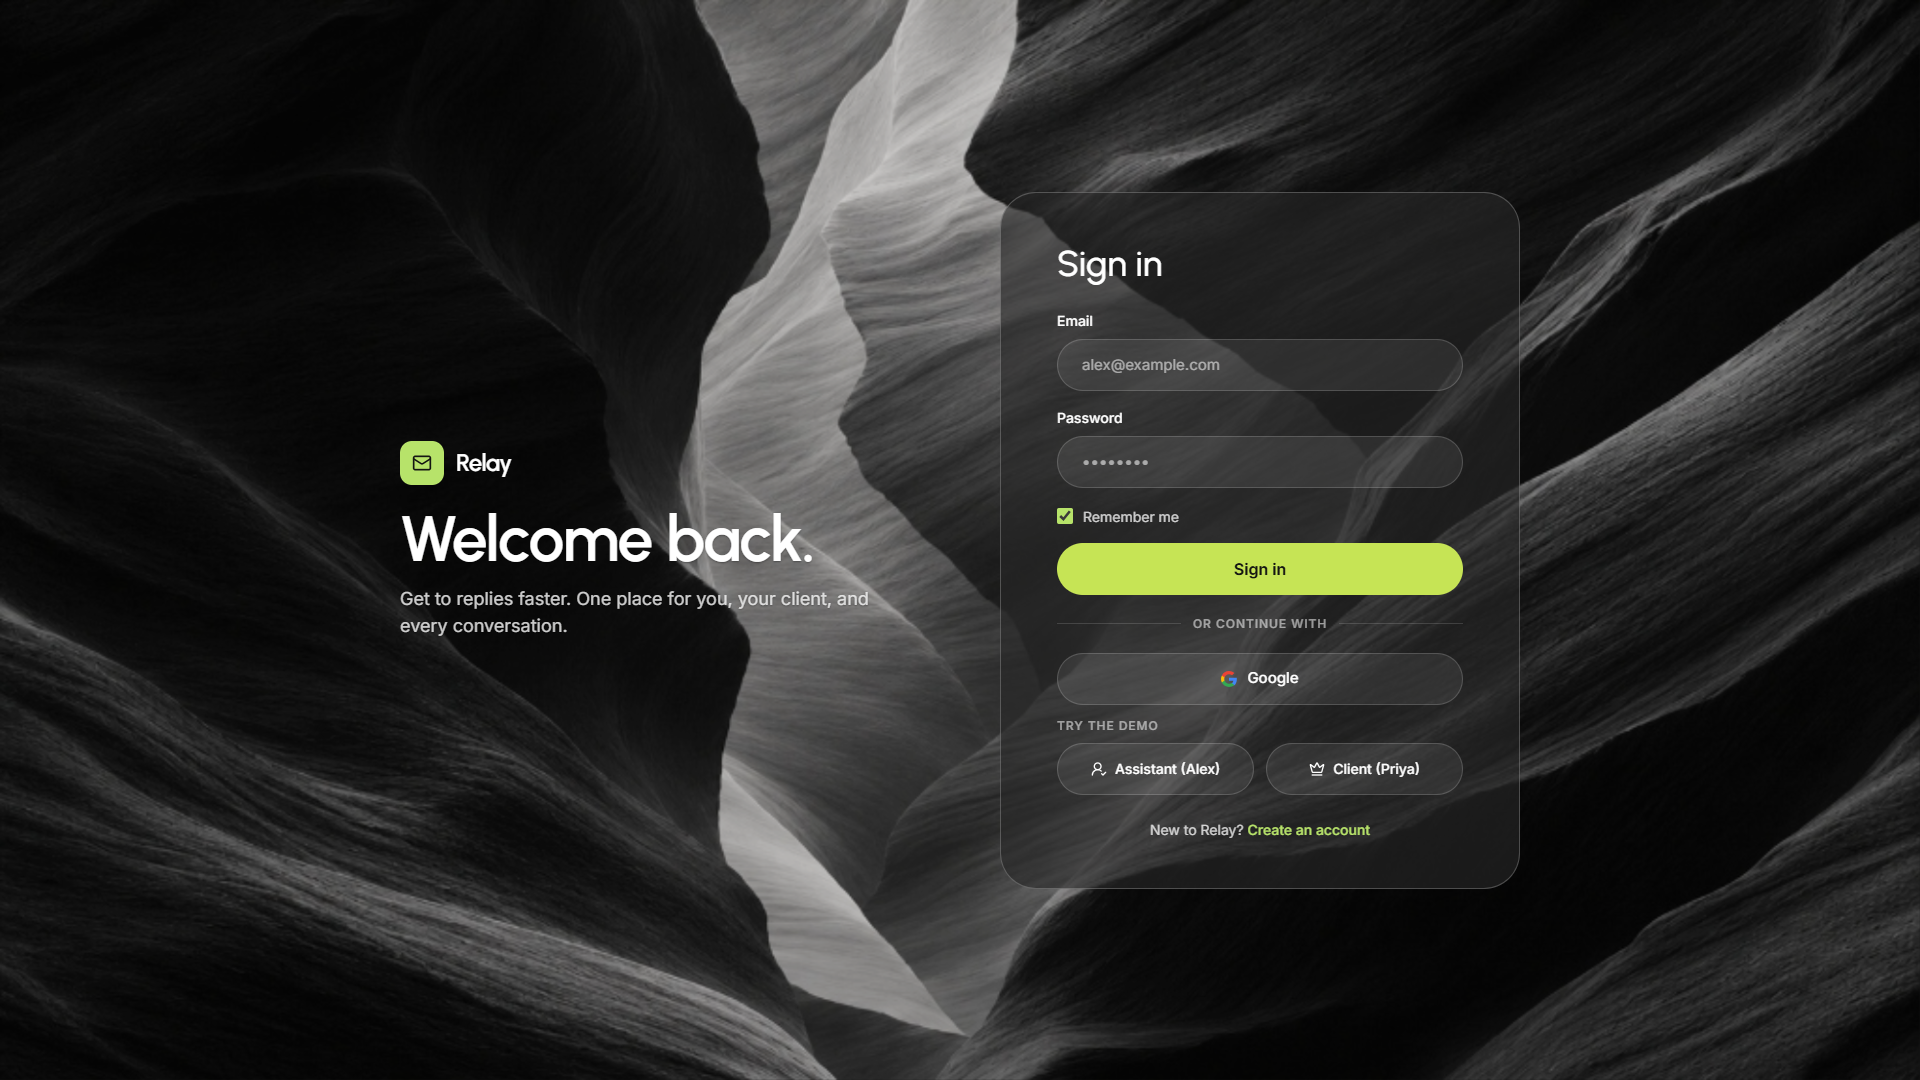 Relay
Welcome back.
Get to replies faster. One place for you, your client, and
every conversation.
Sign in
Email
alex@example.com
Password
••••••••
Remember me
Sign in
OR CONTINUE WITH
Google
TRY THE DEMO
Assistant (Alex)
Client (Priya)
New to Relay? Create an account